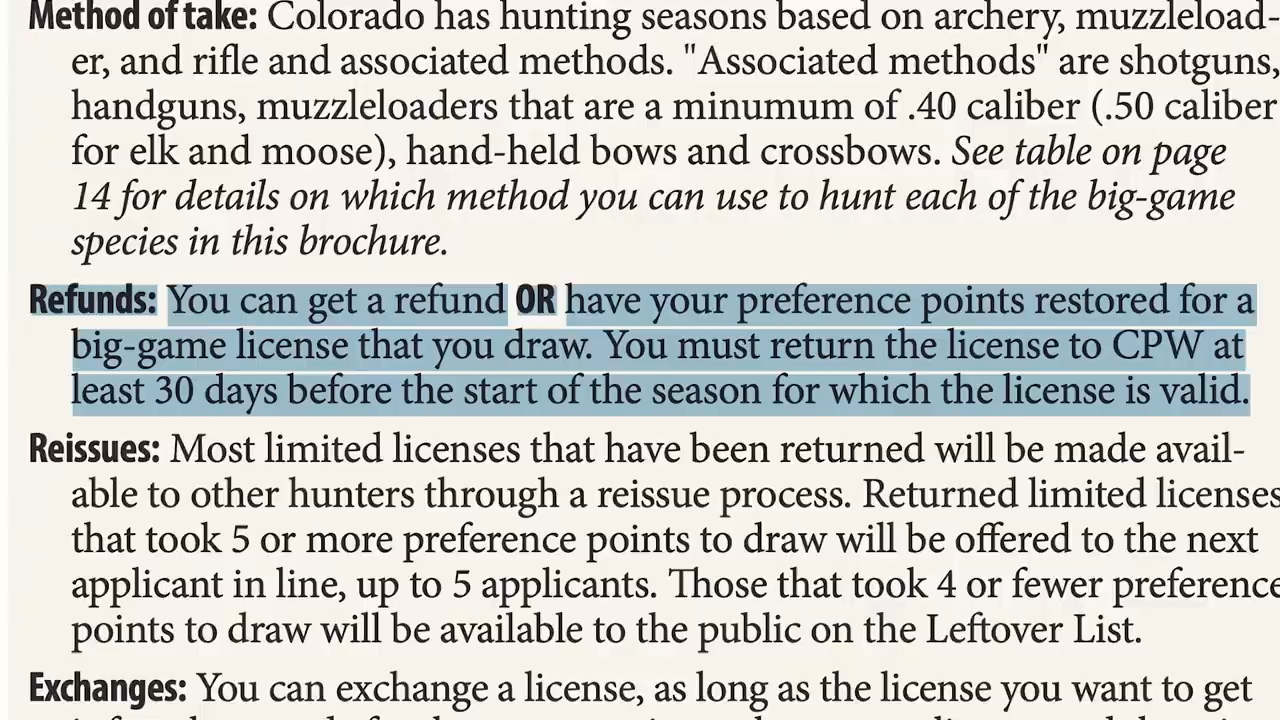 Method of take: Colorado has hunting seasons based on archery, muzzleload-
er, and rifle and associated methods. "Associated methods" are shotguns,
handguns, muzzleloaders that are a minumum of .40 caliber (.50 caliber
for elk and moose), hand-held bows and crossbows. See table on page
14 for details on which method you can use to hunt each of the big-game
species in this brochure.
Refunds: You can get a refund OR have your preference points restored for a
big-game license that you draw. You must return the license to CPW at
least 30 days before the start of the season for which the license is valid.
Reissues: Most limited licenses that have been returned will be made avail-
able to other hunters through a reissue process. Returned limited licenses
that took 5 or more preference points to draw will be offered to the next
applicant in line, up to 5 applicants. Those that took 4 or fewer preference
points to draw will be available to the public on the Leftover List.
Exchanges: You can exchange a license, as long as the license you want to get